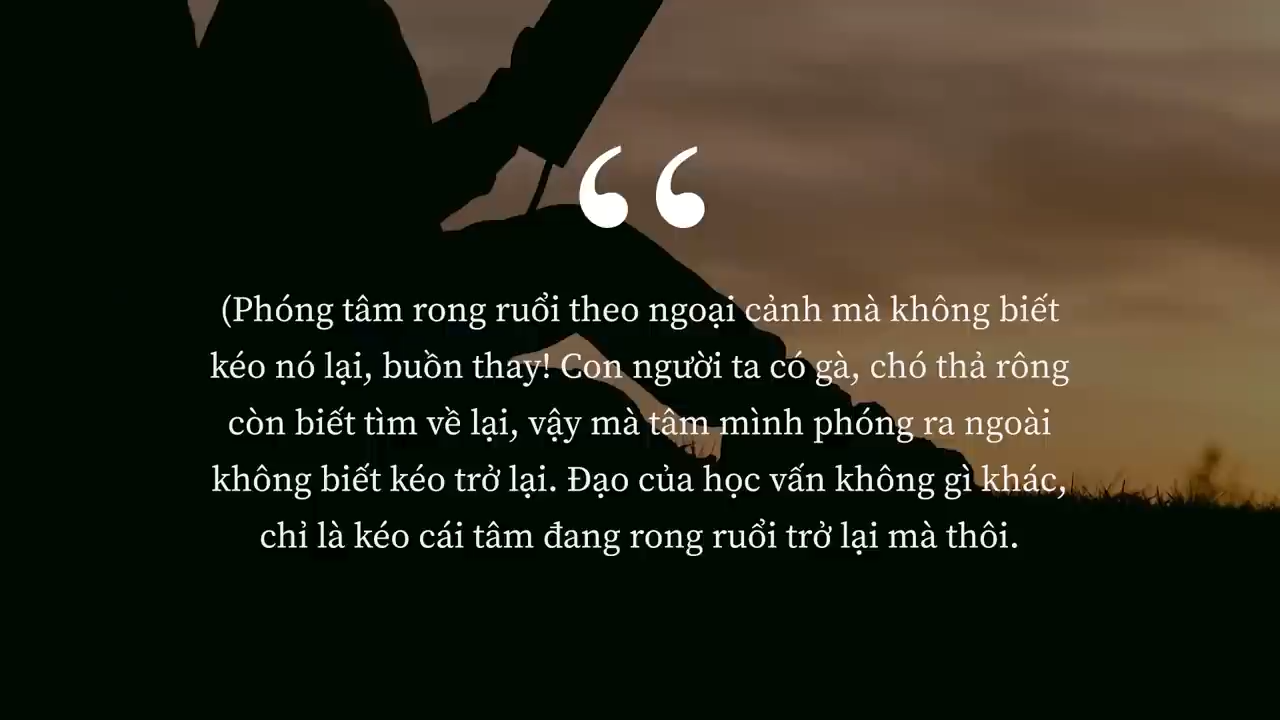 “
(Phóng tâm rong ruổi theo ngoại cảnh mà không biết
kéo nó lại, buồn thay! Con người ta có gà, chó thả rông
còn biết tìm về lại, vậy mà tâm mình phóng ra ngoài
không biết kéo trở lại. Đạo của học vấn không gì khác,
chỉ là kéo cái tâm đang rong ruổi trở lại mà thôi.